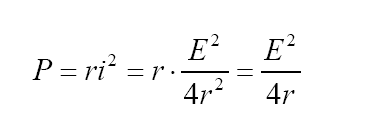 P = ri² = r · E²/4r² = E²/4r